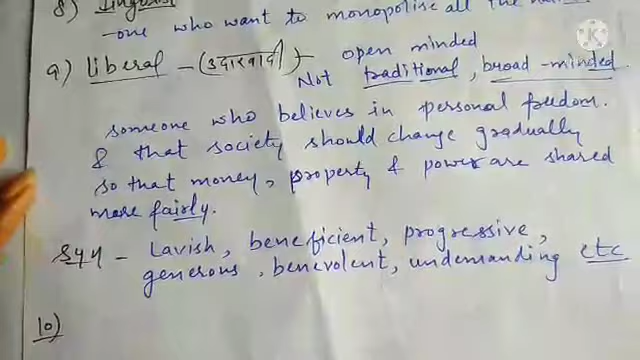 8) Linguist
- one who want to monopolise all the
9) liberal - (उदारवादी) - open minded
Not traditional, broad-minded.
someone who believes in personal freedom.
& that society should change gradually
so that money, property & power are shared
more fairly.
Syn - Lavish, beneficient, progressive,
generous, benevolent, undemanding etc
10)